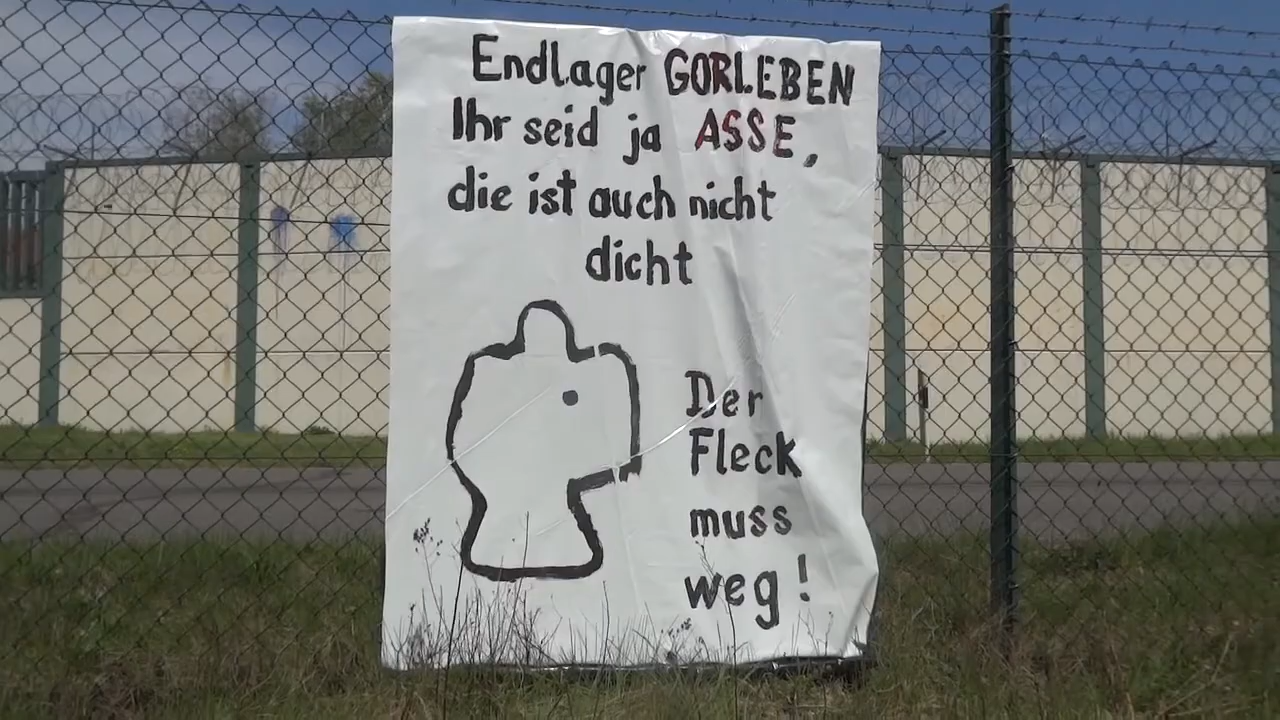 Endlager GORLEBEN
Ihr seid ja ASSE,
die ist auch nicht
dicht
Der
Fleck
muss
weg!